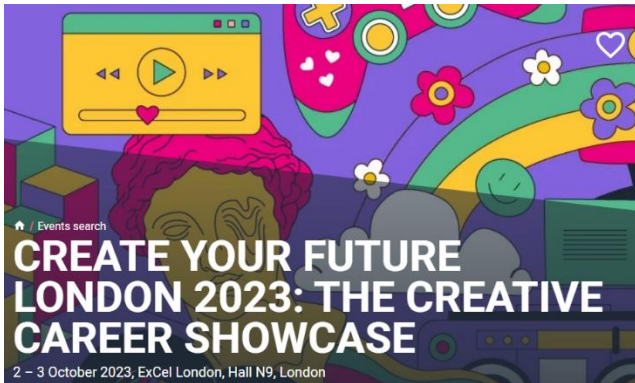 / Events search
CREATE YOUR FUTURE
LONDON 2023: THE CREATIVE
CAREER SHOWCASE
2 – 3 October 2023, ExCel London, Hall N9, London